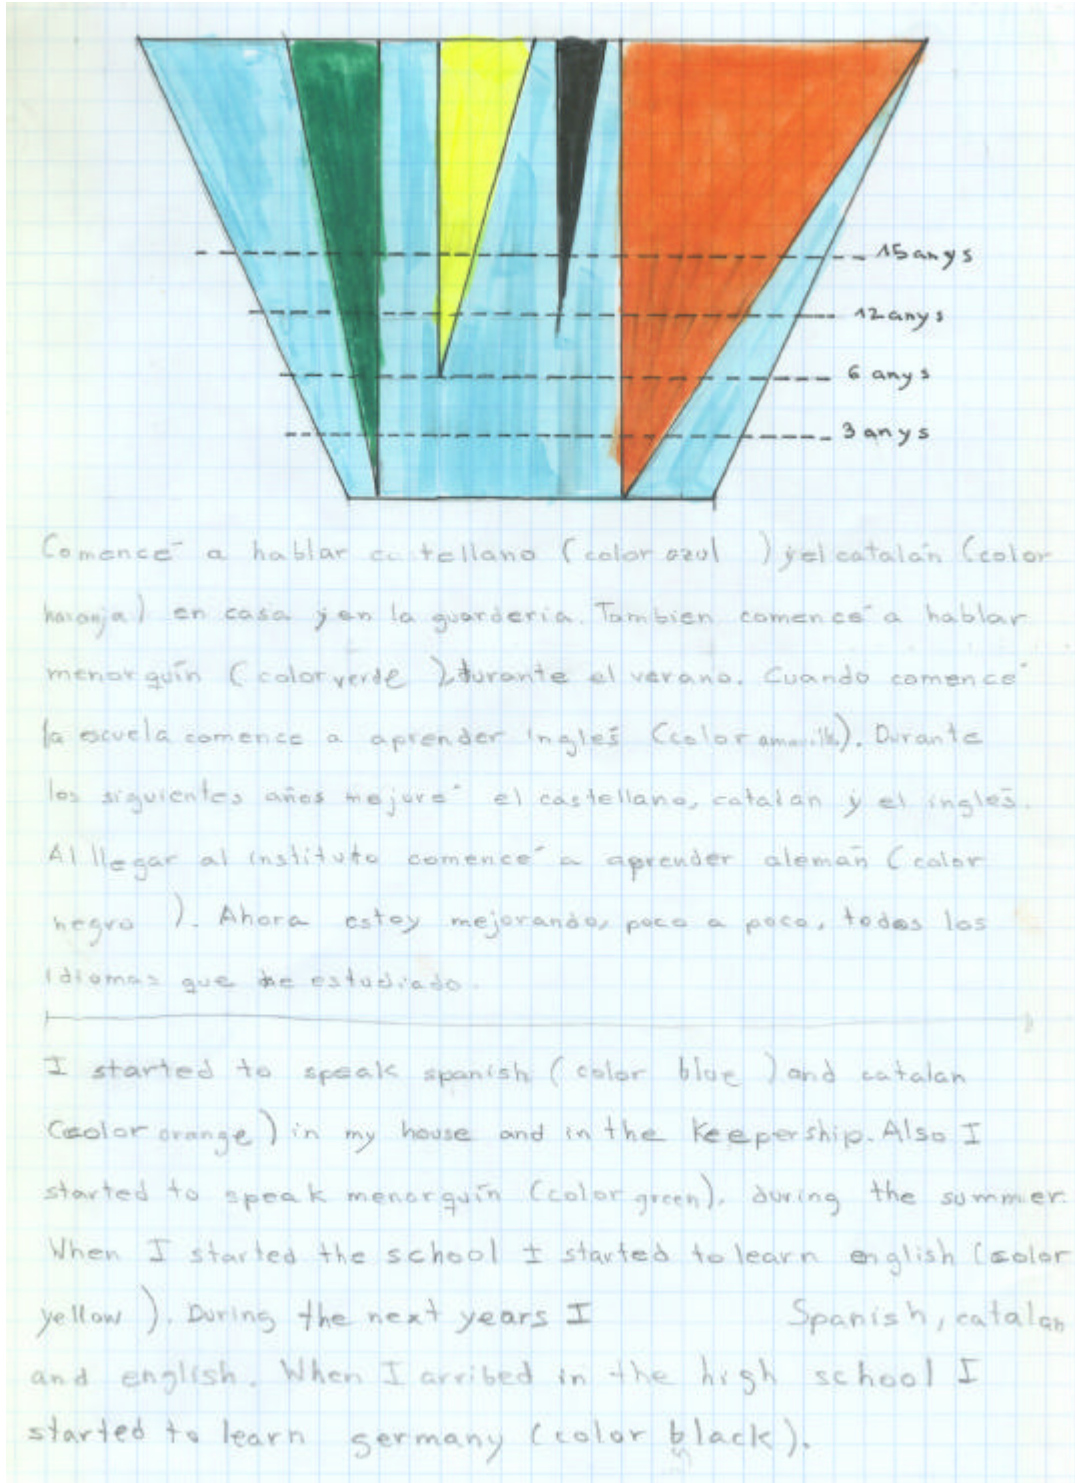 15 anys
12 anys
6 anys
3 anys
Comencé a hablar castellano (color azul ) y el catalán (color
naranja) en casa y en la guarderia. Tambien comencé a hablar
menorquín (color verde ), durante el verano. Cuando comencé
la escuela comence a aprender inglés (color amarillo). Durante
los siguientes años mejoré el castellano, catalán y el inglés.
Al llegar al instituto comencé a aprender alemán (color
negro ). Ahora estoy mejorando, poco a poco, todos los
idiomas que he estudiado.
I started to speak spanish (color blue ) and catalan
(color orange) in my house and in the Keepership. Also I
started to speak menorquín (color green), during the summer.
When I started the school I started to learn english (color
yellow ). During the next years I Spanish, catalan
and english. When I arribed in the high school I
started to learn germany (color black).